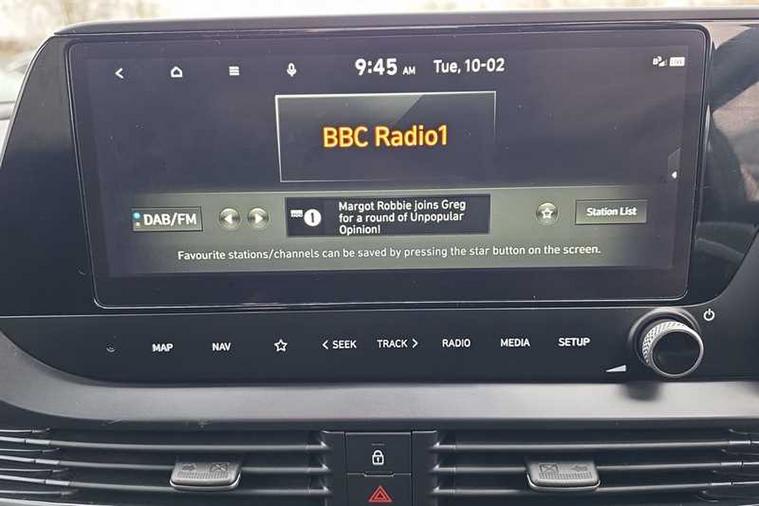 9:45 AM Tue, 10-02
BBC Radio1
DAB/FM
1
Margot Robbie joins Greg
for a round of Unpopular
Opinion!
Station List
Favourite stations/channels can be saved by pressing the star button on the screen.
MAP NAV < SEEK TRACK > RADIO MEDIA SETUP